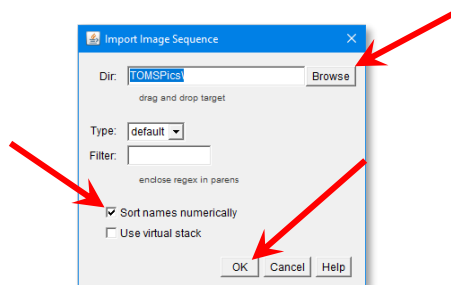 Import Image Sequence
Dir: TOMSPics\ Browse
drag and drop target
Type: default
Filter:
enclose regex in parens
Sort names numerically
Use virtual stack
OK Cancel Help